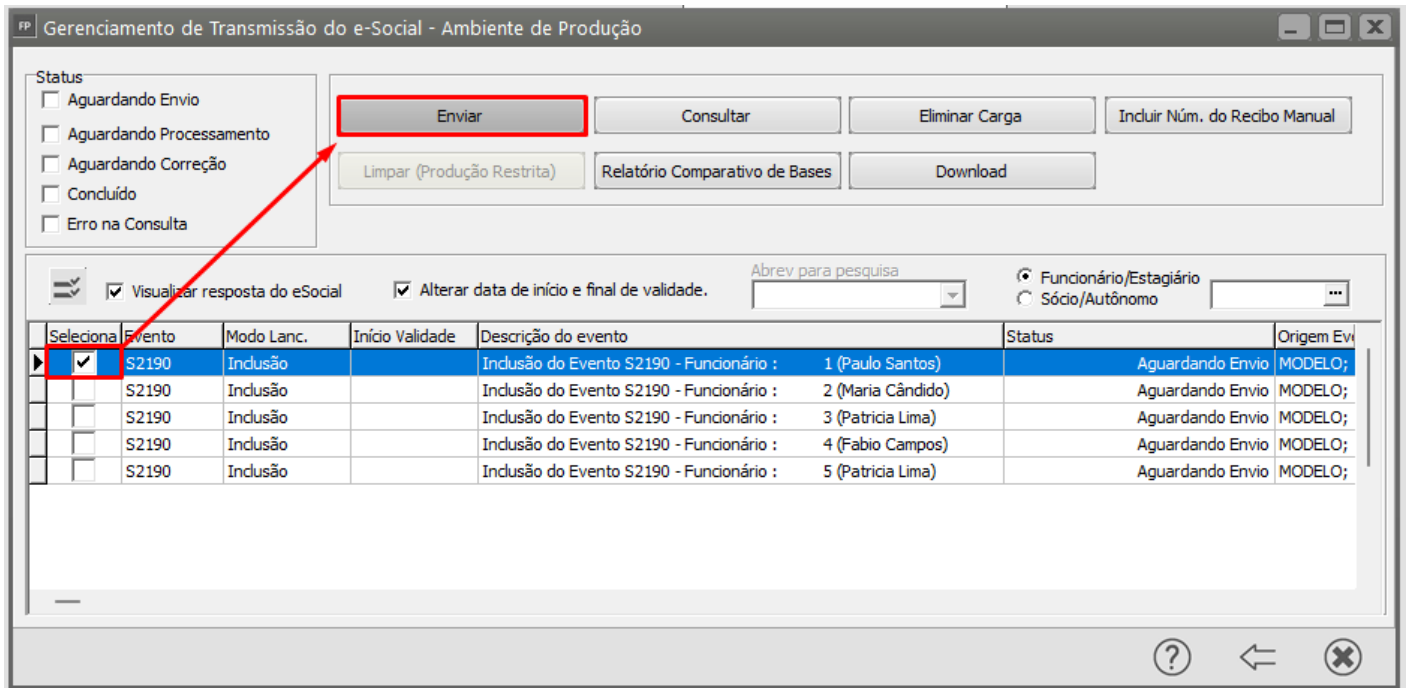 FP Gerenciamento de Transmissão do e-Social - Ambiente de Produção
Status
Aguardando Envio
Aguardando Processamento
Aguardando Correção
Concluído
Erro na Consulta
Enviar Consultar Eliminar Carga Incluir Núm. do Recibo Manual
Limpar (Produção Restrita) Relatório Comparativo de Bases Download
Visualizar resposta do eSocial Alterar data de início e final de validade.
Abrev para pesquisa
Funcionário/Estagiário
Sócio/Autônomo
...
Seleciona Evento Modo Lanc. Início Validade Descrição do evento Status Origem Eve
S2190 Inclusão Inclusão do Evento S2190 - Funcionário : 1 (Paulo Santos) Aguardando Envio MODELO;
S2190 Inclusão Inclusão do Evento S2190 - Funcionário : 2 (Maria Cândido) Aguardando Envio MODELO;
S2190 Inclusão Inclusão do Evento S2190 - Funcionário : 3 (Patricia Lima) Aguardando Envio MODELO;
S2190 Inclusão Inclusão do Evento S2190 - Funcionário : 4 (Fabio Campos) Aguardando Envio MODELO;
S2190 Inclusão Inclusão do Evento S2190 - Funcionário : 5 (Patricia Lima) Aguardando Envio MODELO;
?